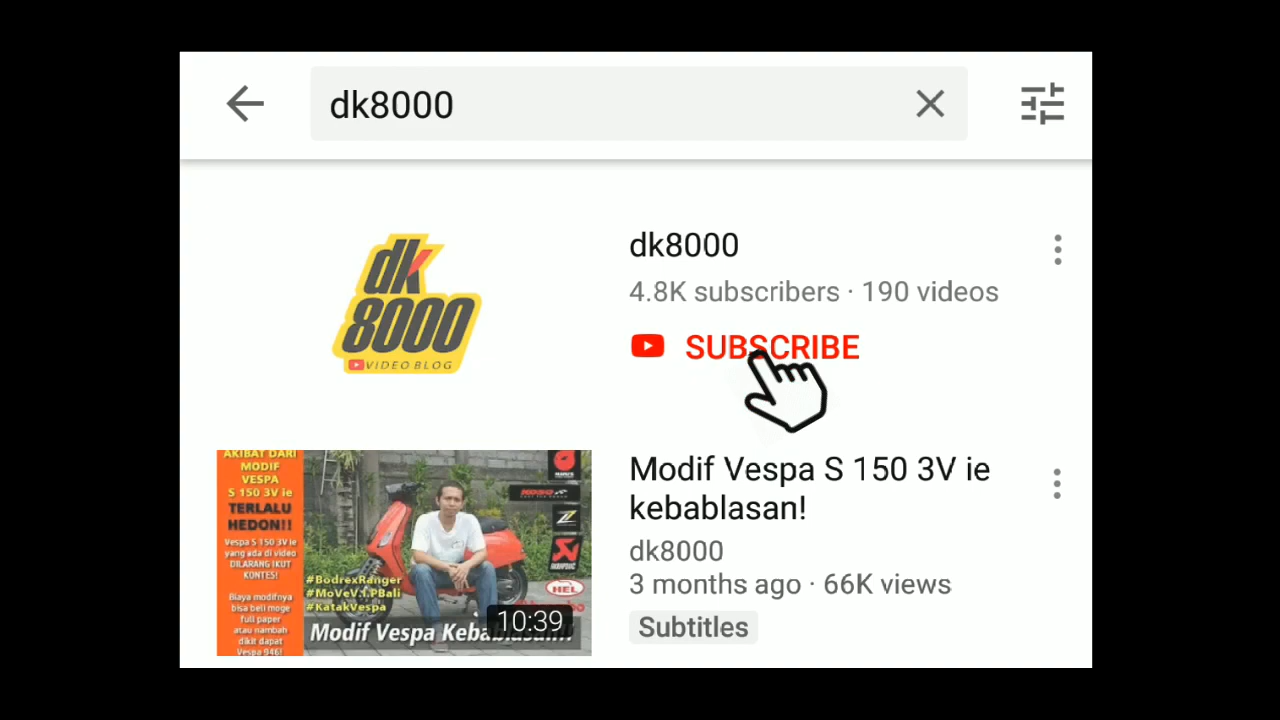 dk8000
dk
8000
VIDEO BLOG
dk8000
4.8K subscribers · 190 videos
SUBSCRIBE
AKIBAT DARI
MODIF
VESPA
S 150 3V ie
TERLALU
HEDON!!
Vespa S 150 3V ie
yang ada di video
DILARANG IKUT
KONTES!
Biaya modifnya
bisa beli moge
full paper
atau nambah
dikit dapat
Vespa 946!
#BodrexRanger
#MoVeV.I.PBali
#KatakVespa
HEL
10:39
Modif Vespa S 150 3V ie
kebablasan!
dk8000
3 months ago · 66K views
Subtitles